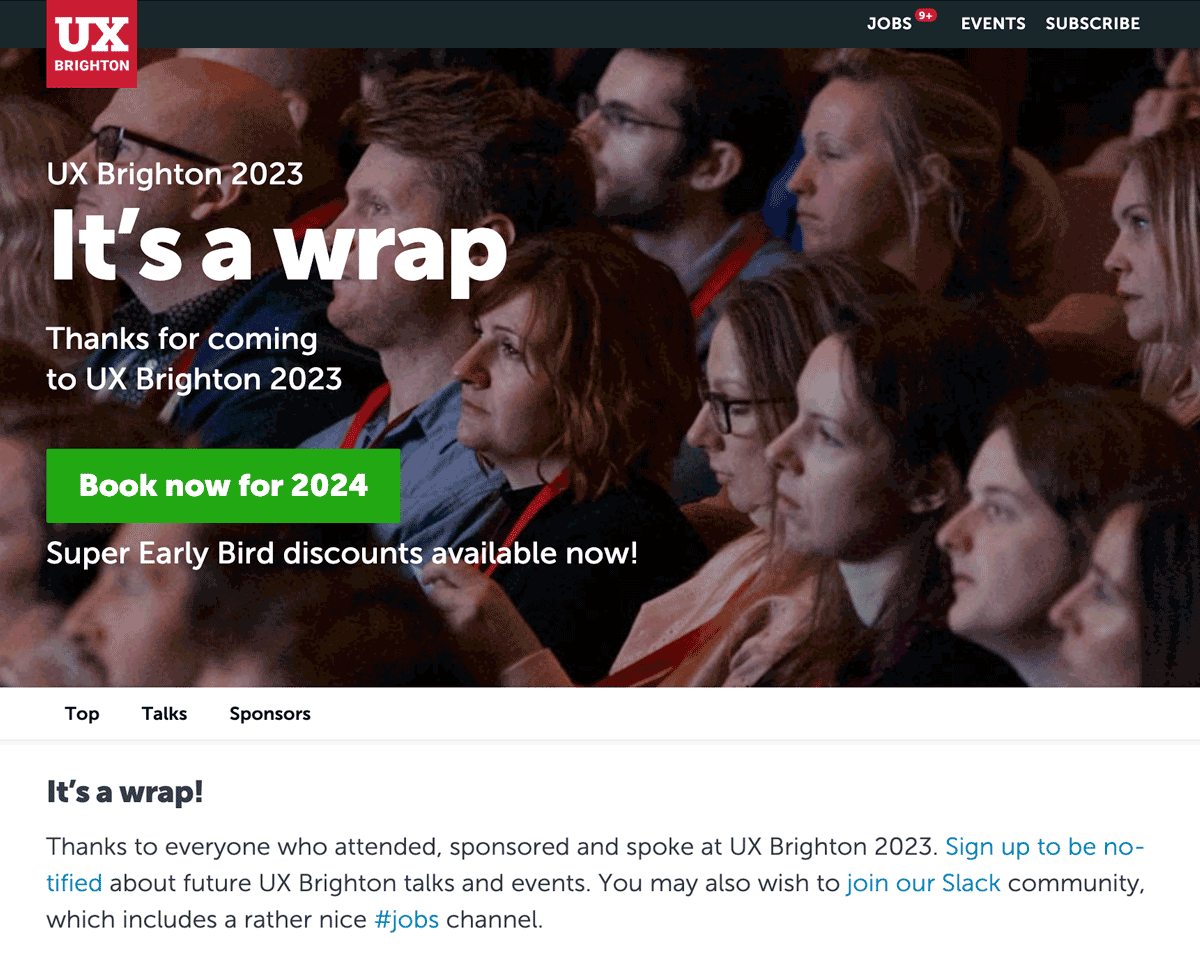 UX
BRIGHTON
JOBS 9+ EVENTS SUBSCRIBE
UX Brighton 2023
It’s a wrap
Thanks for coming
to UX Brighton 2023
Book now for 2024
Super Early Bird discounts available now!
Top Talks Sponsors
It’s a wrap!
Thanks to everyone who attended, sponsored and spoke at UX Brighton 2023. Sign up to be no-
tified about future UX Brighton talks and events. You may also wish to join our Slack community,
which includes a rather nice #jobs channel.